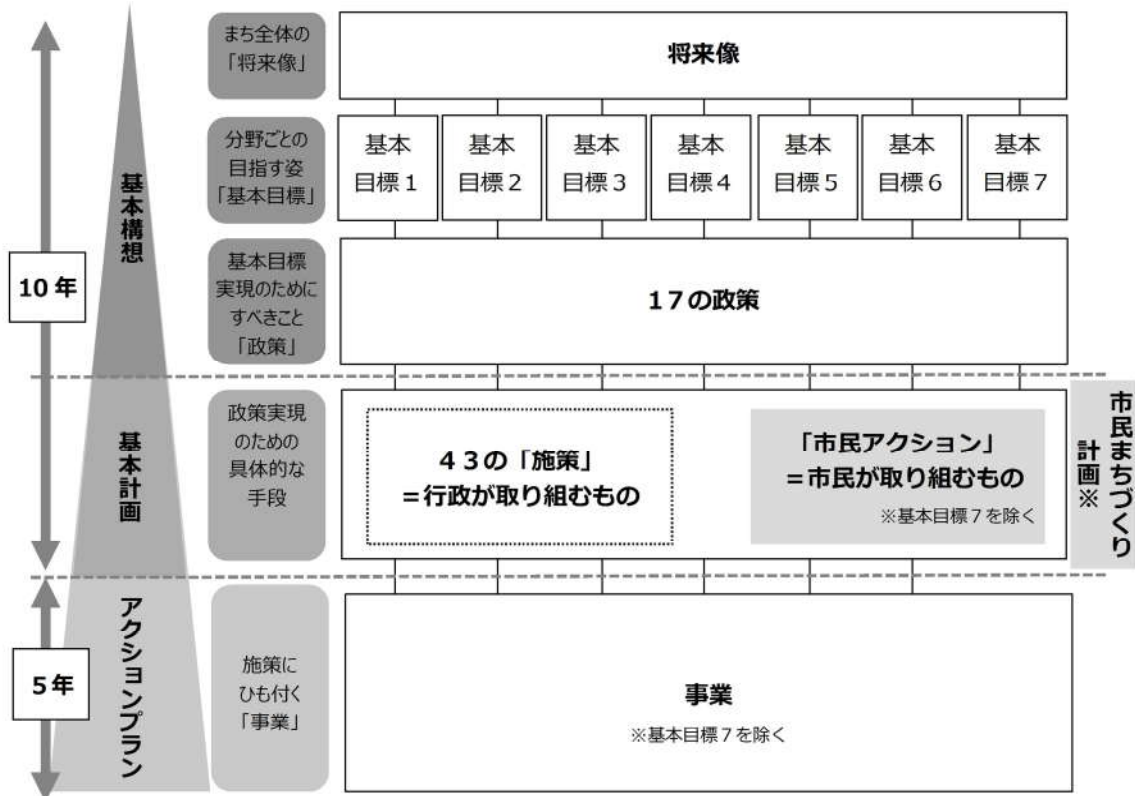 まち全体の
「将来像」
将来像
分野ごとの
目指す姿
「基本目標」
基本
目標１
基本
目標２
基本
目標３
基本
目標４
基本
目標５
基本
目標６
基本
目標７
基本構想
10年
基本目標
実現のために
すべきこと
「政策」
１７の政策
基本計画
政策実現
のための
具体的な
手段
４３の「施策」
＝行政が取り組むもの
「市民アクション」
＝市民が取り組むもの
※基本目標７を除く
市民まちづくり
計画※
アクションプラン
５年
施策に
ひも付く
「事業」
事業
※基本目標７を除く